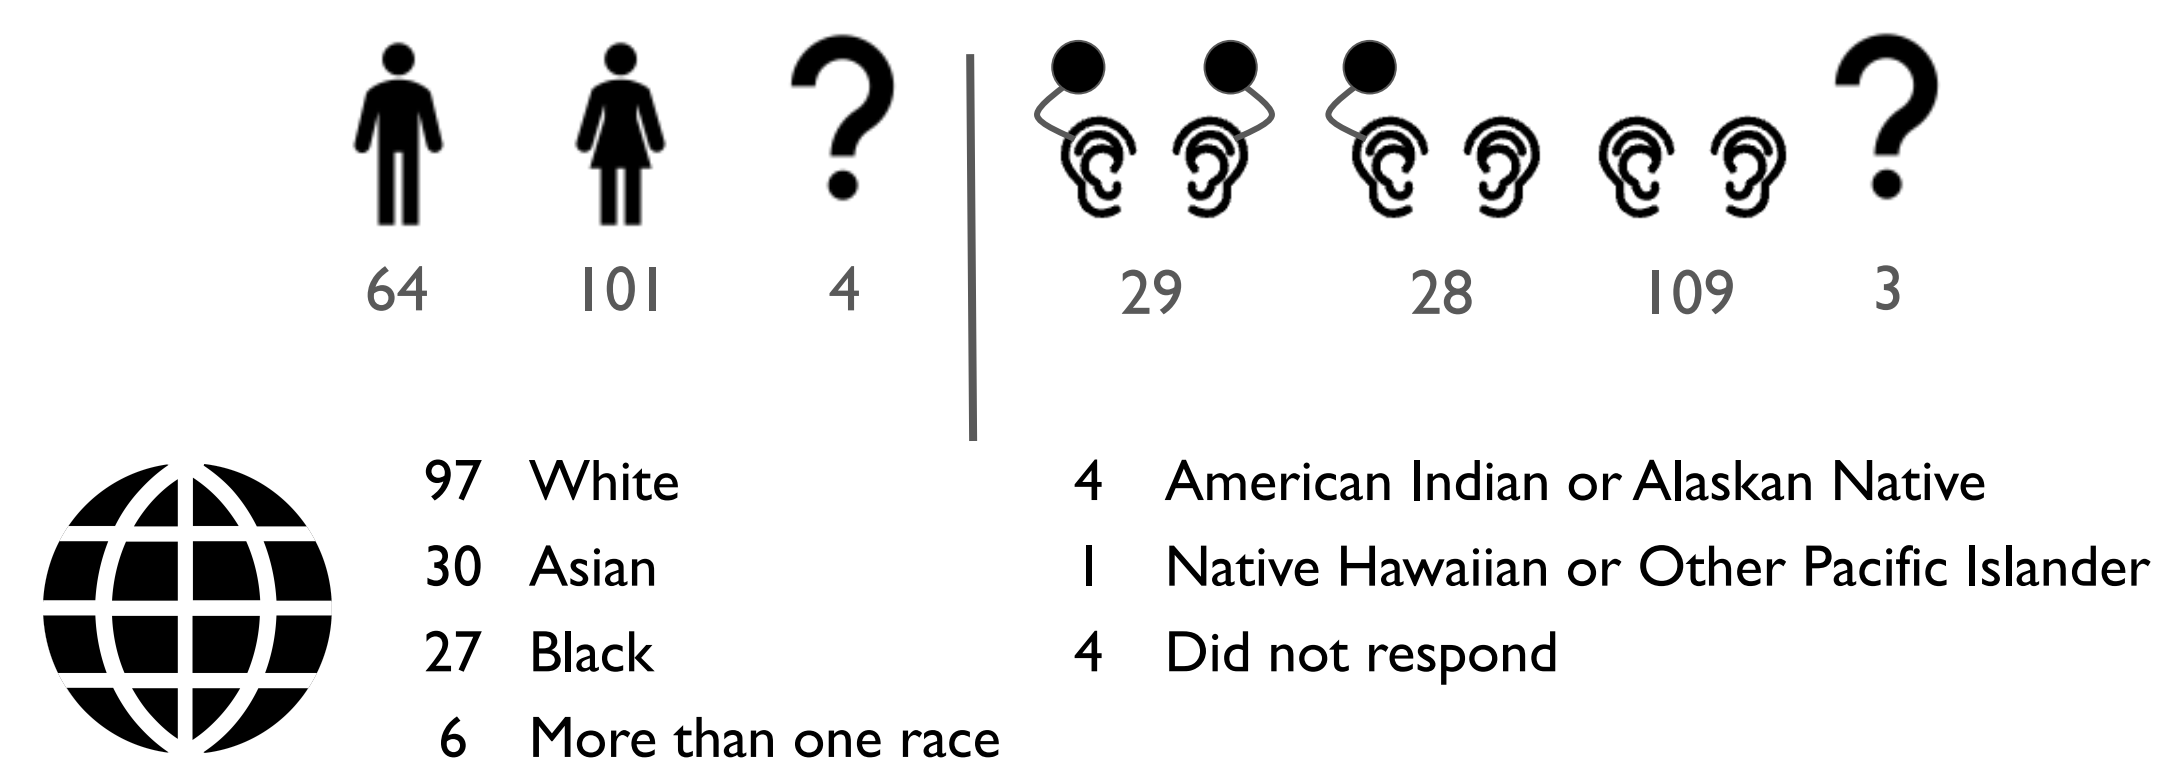 ?
?
64 101 4
29 28 109 3
97 White
30 Asian
27 Black
6 More than one race
4 American Indian or Alaskan Native
1 Native Hawaiian or Other Pacific Islander
4 Did not respond